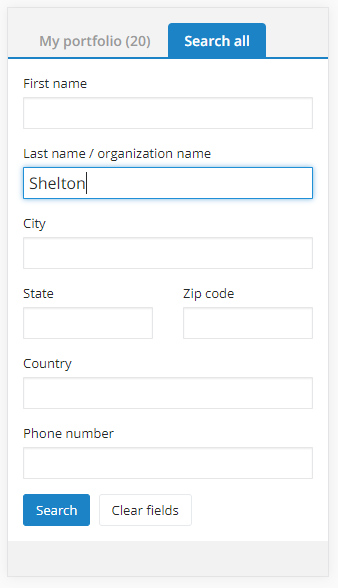 My portfolio (20) Search all
First name
Last name / organization name
Shelton
City
State Zip code
Country
Phone number
Search Clear fields